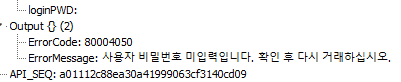 loginPWD:
Output {} (2)
ErrorCode: 80004050
ErrorMessage: 사용자 비밀번호 미입력입니다. 확인 후 다시 거래하십시오.
API_SEQ: a01112c88ea30a41999063cf3140cd09